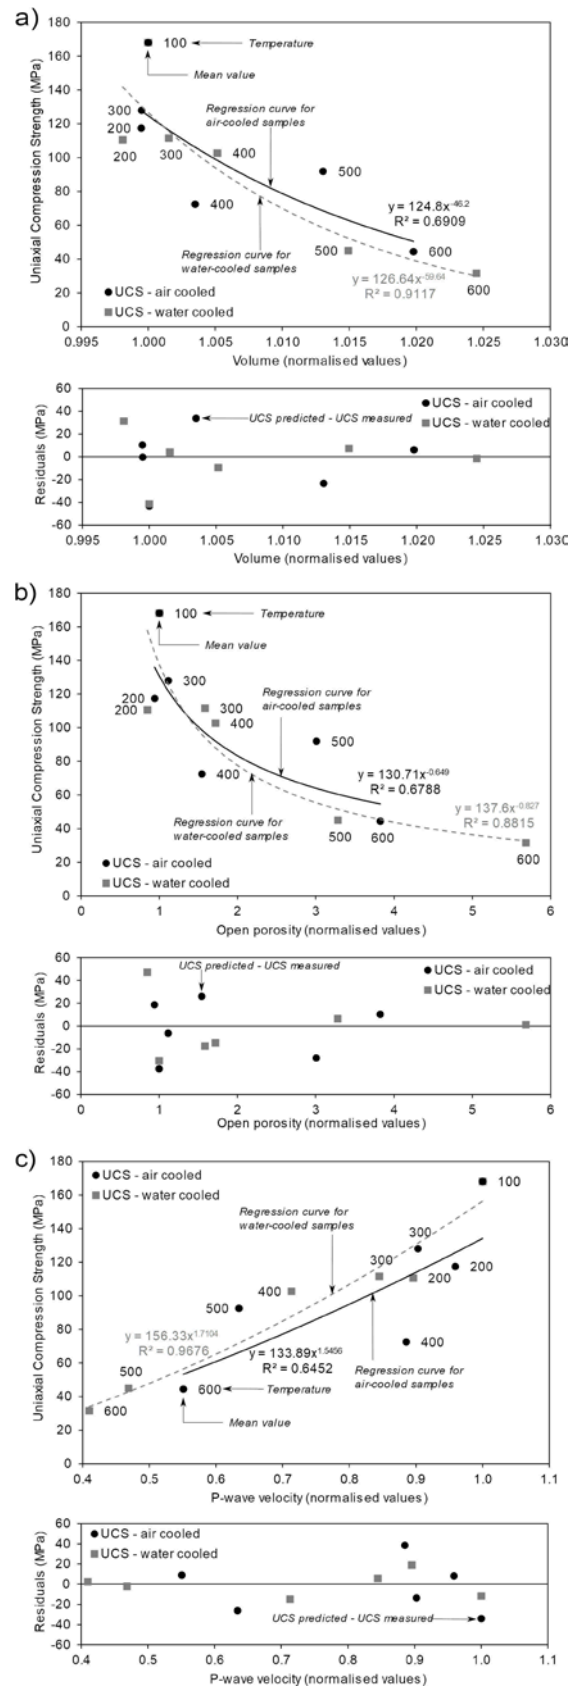 a)
180
160
140
120
100
80
60
40
20
0
Uniaxial Compression Strength (MPa)
100
Temperature
Mean value
Regression curve for
air-cooled samples
300
200
200
300
400
400
500
y = 124.8x^-46.2
R² = 0.6909
500
600
Regression curve for
water-cooled samples
y = 126.64x^-59.64
R² = 0.9117
600
UCS - air cooled
UCS - water cooled
0.995 1.000 1.005 1.010 1.015 1.020 1.025 1.030
Volume (normalised values)
60
40
20
0
-20
-40
-60
Residuals (MPa)
UCS predicted - UCS measured
UCS - air cooled
UCS - water cooled
0.995 1.000 1.005 1.010 1.015 1.020 1.025 1.030
Volume (normalised values)
b)
180
160
140
120
100
80
60
40
20
0
Uniaxial Compression Strength (MPa)
100
Temperature
Mean value
300
200
200
300
400
Regression curve for
air-cooled samples
500
400
y = 130.71x^-0.649
R² = 0.6788
Regression curve for
water-cooled samples
y = 137.6x^-0.827
R² = 0.8815
500
600
600
UCS - air cooled
UCS - water cooled
0 1 2 3 4 5 6
Open porosity (normalised values)
60
40
20
0
-20
-40
-60
Residuals (MPa)
UCS predicted - UCS measured
UCS - air cooled
UCS - water cooled
0 1 2 3 4 5 6
Open porosity (normalised values)
c)
180
160
140
120
100
80
60
40
20
0
Uniaxial Compression Strength (MPa)
UCS - air cooled
UCS - water cooled
100
Regression curve for
water-cooled samples
300
300
200
200
400
500
400
y = 156.33x^1.7104
R² = 0.9676
y = 133.89x^1.5456
R² = 0.6452
Regression curve for
air-cooled samples
500
600
600
Temperature
Mean value
0.4 0.5 0.6 0.7 0.8 0.9 1.0 1.1
P-wave velocity (normalised values)
60
40
20
0
-20
-40
-60
Residuals (MPa)
UCS - air cooled
UCS - water cooled
UCS predicted - UCS measured
0.4 0.5 0.6 0.7 0.8 0.9 1.0 1.1
P-wave velocity (normalised values)